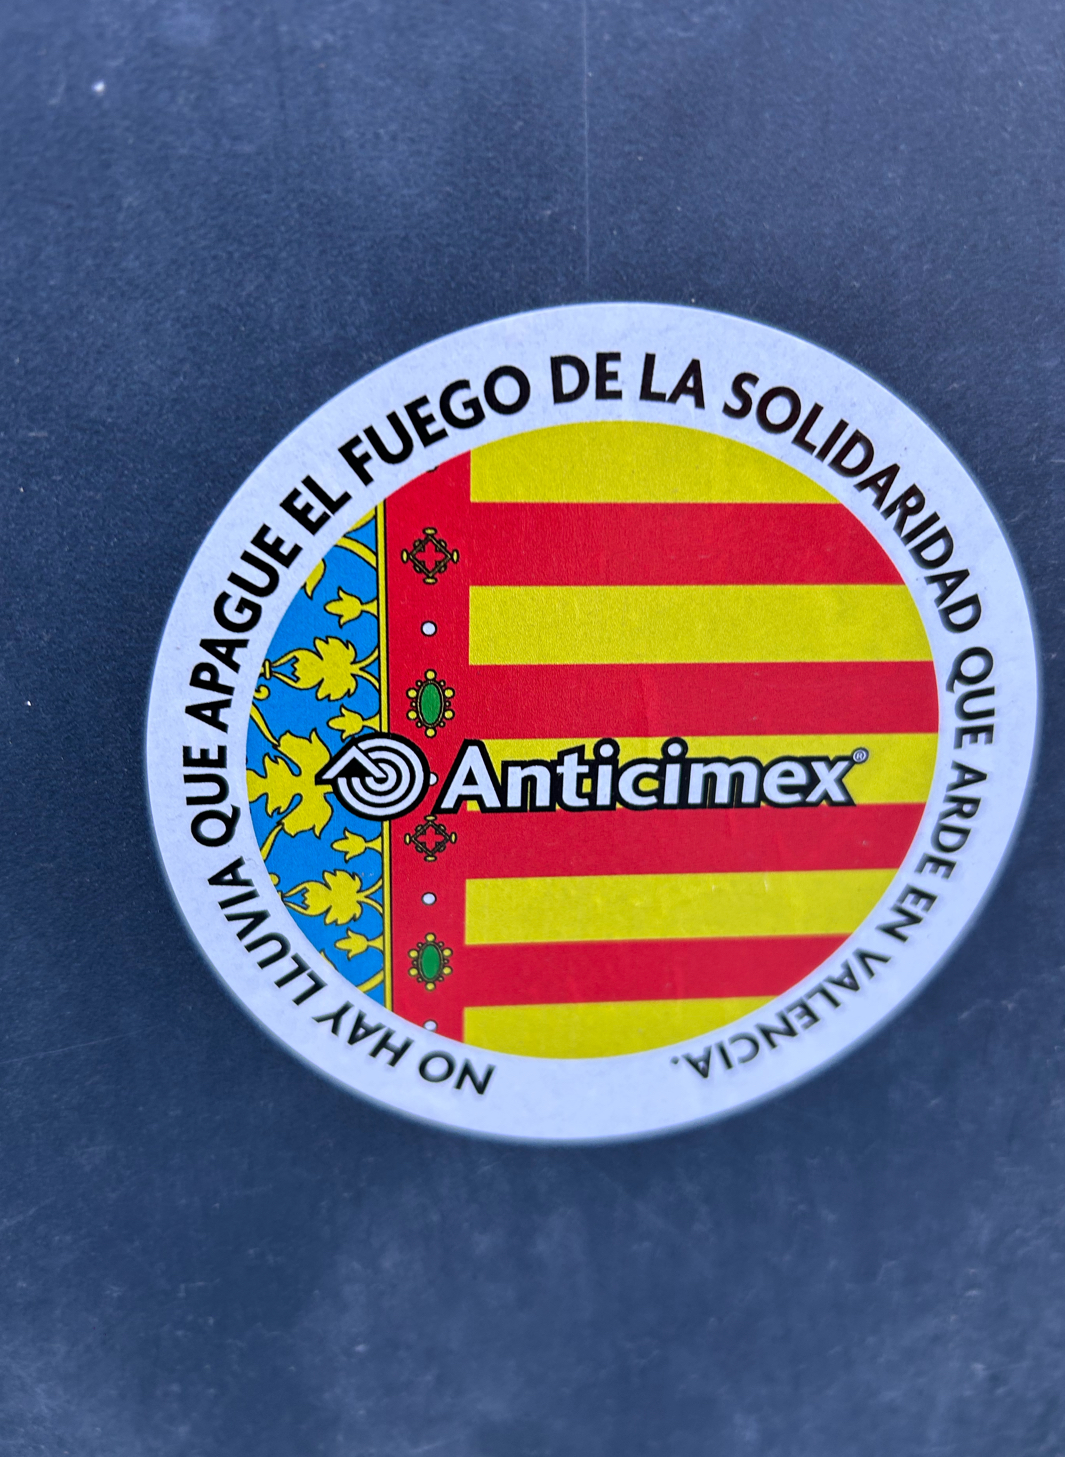 NO HAY LLUVIA QUE APAGUE EL FUEGO DE LA SOLIDARIDAD QUE ARDE EN VALENCIA.
Anticimex®